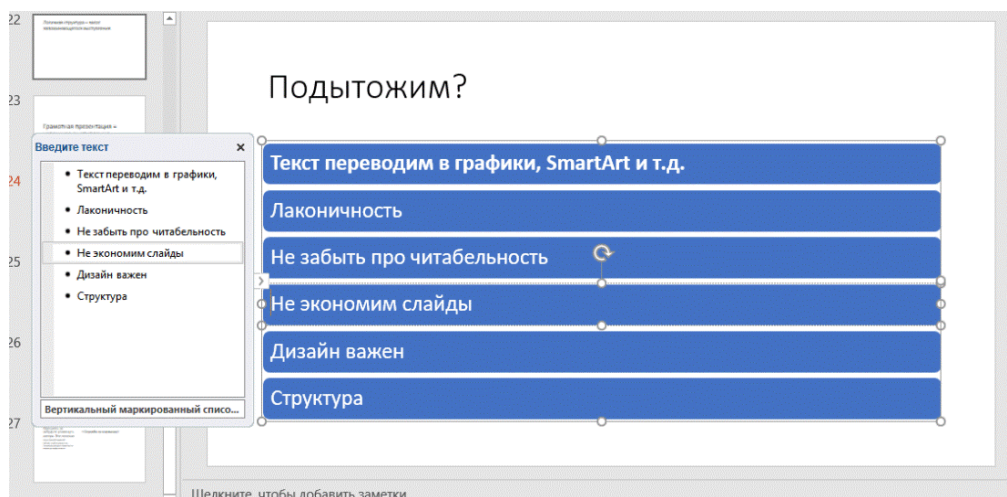 22
23
24
25
26
27
Подытожим?
Введите текст
Текст переводим в графики,
SmartArt и т.д.
Лаконичность
Не забыть про читабельность
Не экономим слайды
Дизайн важен
Структура
Вертикальный маркированный списо...
Текст переводим в графики, SmartArt и т.д.
Лаконичность
Не забыть про читабельность
Не экономим слайды
Дизайн важен
Структура
Щелкните, чтобы добавить заметки